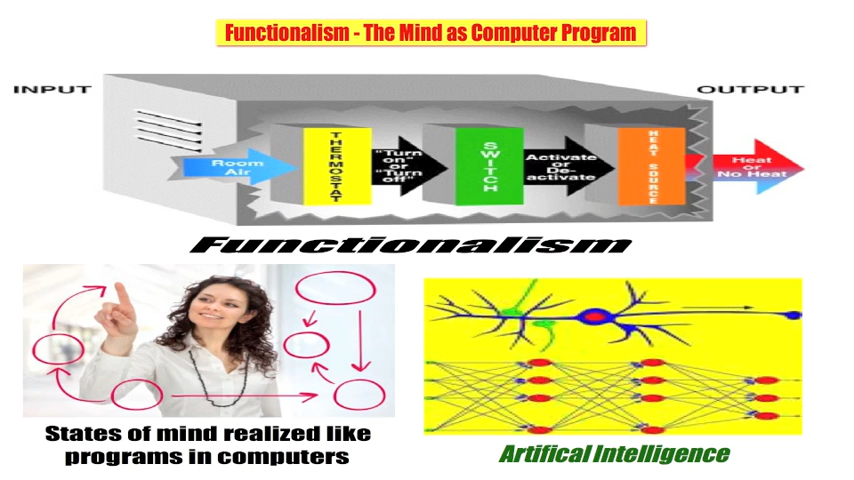 Functionalism - The Mind as Computer Program
INPUT
OUTPUT
Room
Air
THERMOSTAT
"Turn
on"
or
"Turn
off"
SWITCH
Activate
or
De-
activate
HEAT SOURCE
Heat
or
No Heat
Functionalism
States of mind realized like
programs in computers
Artifical Intelligence